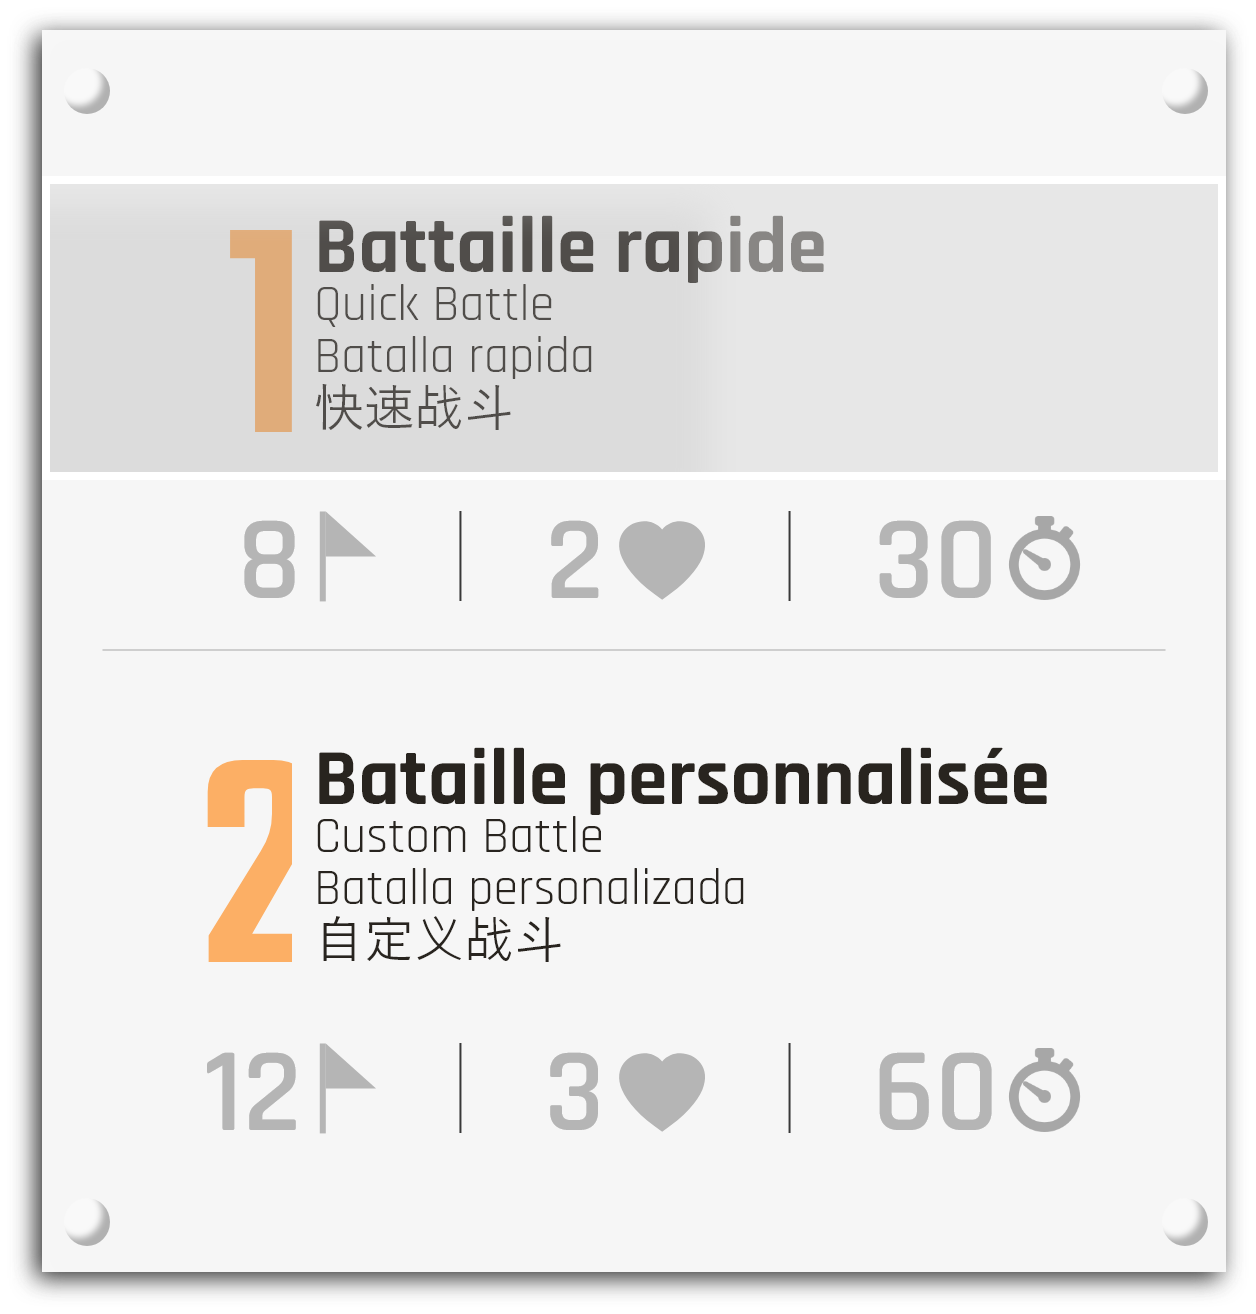 1
Battaille rapide
Quick Battle
Batalla rapida
快速战斗
8 2 30
2
Bataille personnalisée
Custom Battle
Batalla personalizada
自定义战斗
12 3 60